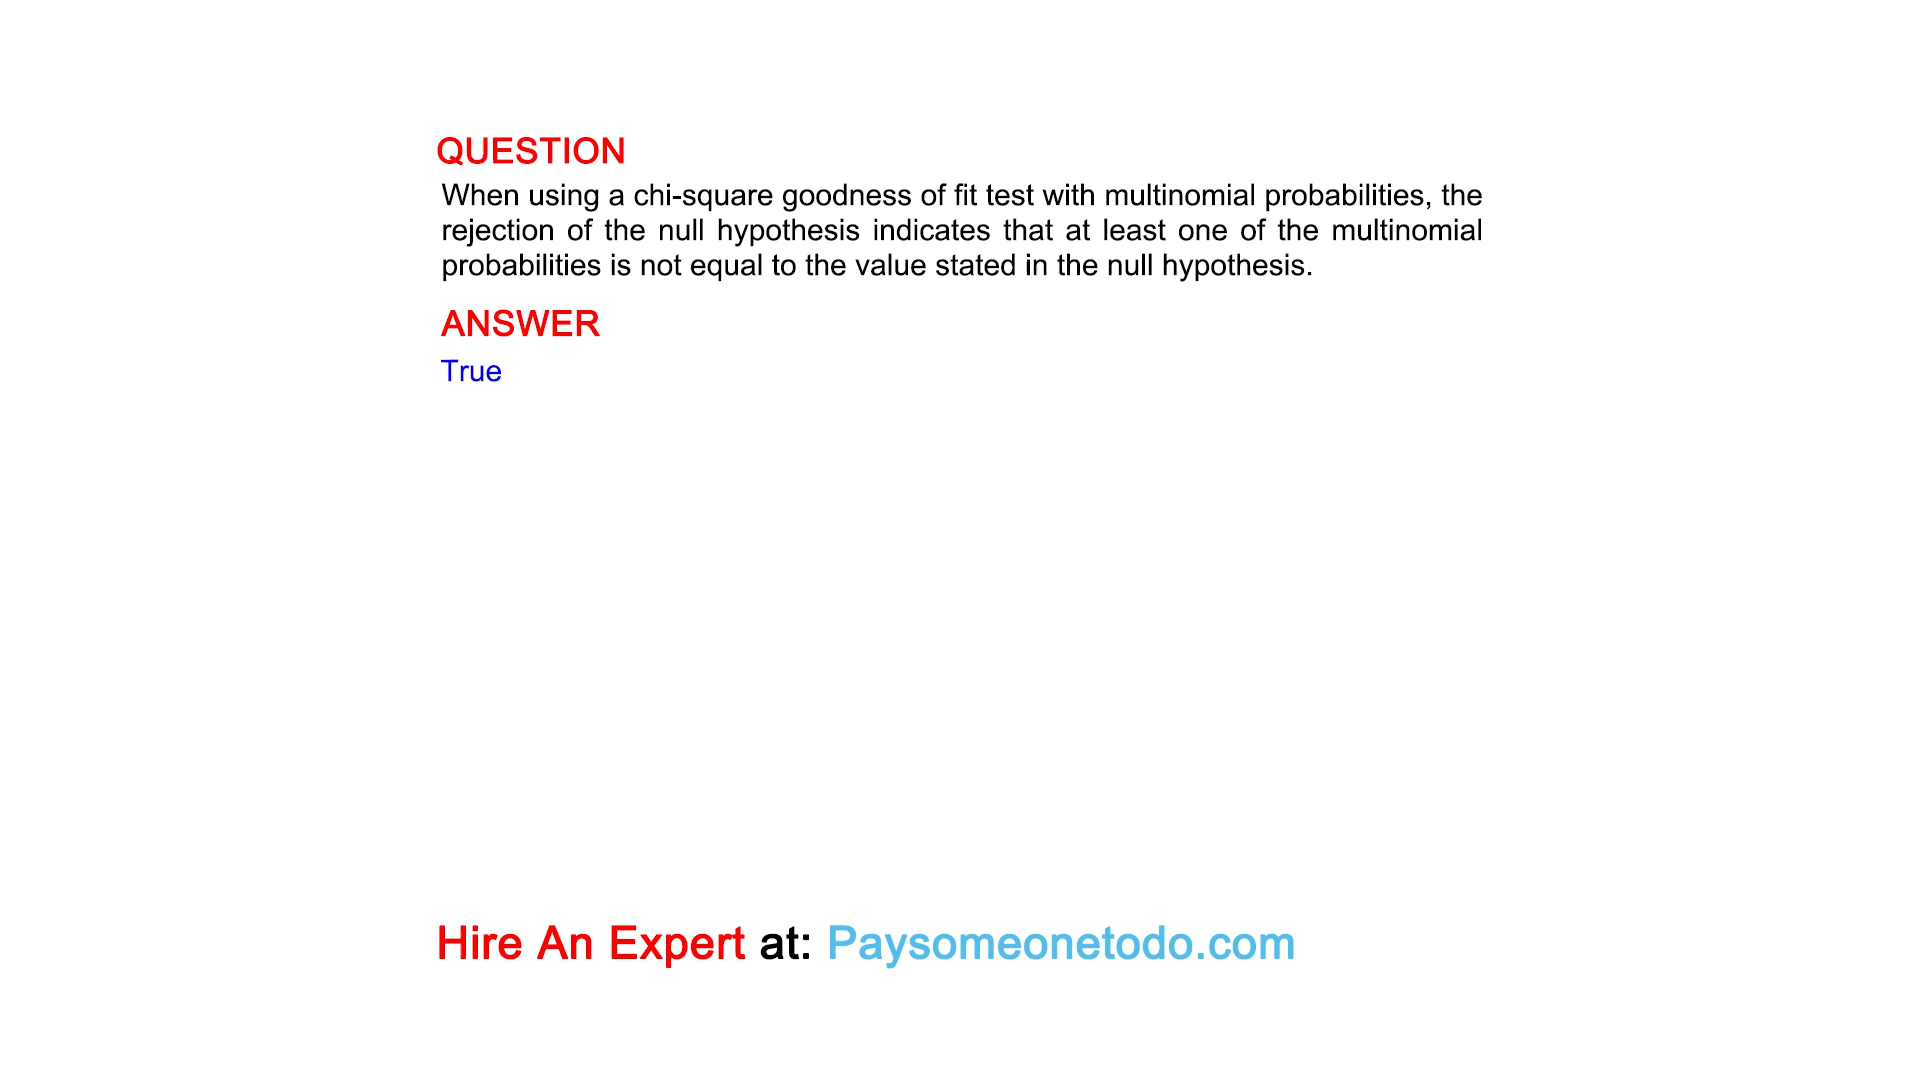 QUESTION
When using a chi-square goodness of fit test with multinomial probabilities, the
rejection of the null hypothesis indicates that at least one of the multinomial
probabilities is not equal to the value stated in the null hypothesis.
ANSWER
True
Hire An Expert at: Paysomeonetodo.com